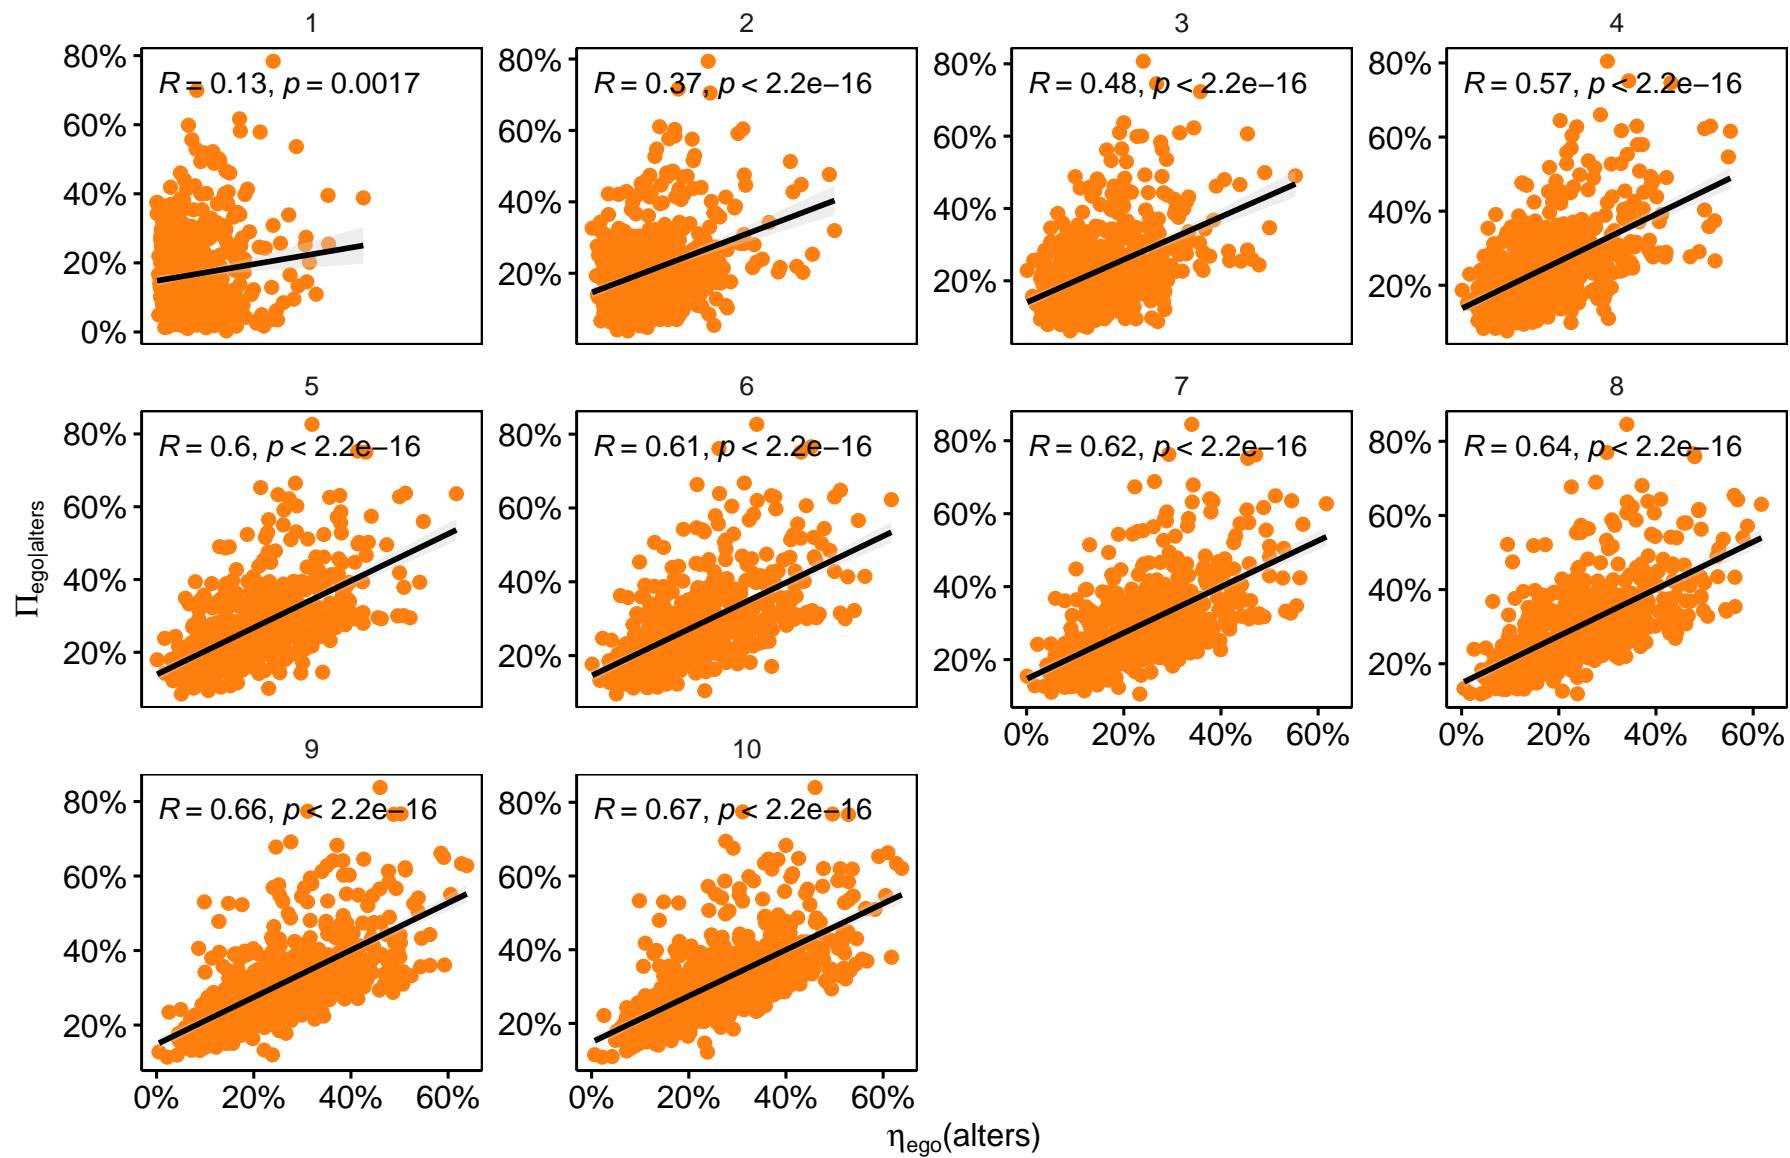 1 2 3 4
80% 80% 80% 80%
R = 0.13, p = 0.0017 R = 0.37, p < 2.2e−16 R = 0.48, p < 2.2e−16 R = 0.57, p < 2.2e−16
60% 60% 60% 60%
40% 40% 40% 40%
20% 20% 20% 20%
0%
5 6 7 8
80% 80% 80% 80%
R = 0.6, p < 2.2e−16 R = 0.61, p < 2.2e−16 R = 0.62, p < 2.2e−16 R = 0.64, p < 2.2e−16
60% 60% 60% 60%
Πego|alters
40% 40% 40% 40%
20% 20% 20% 20%
0% 20% 40% 60% 0% 20% 40% 60%
9 10
80% 80%
R = 0.66, p < 2.2e−16 R = 0.67, p < 2.2e−16
60% 60%
40% 40%
20% 20%
0% 20% 40% 60% 0% 20% 40% 60%
ηego(alters)